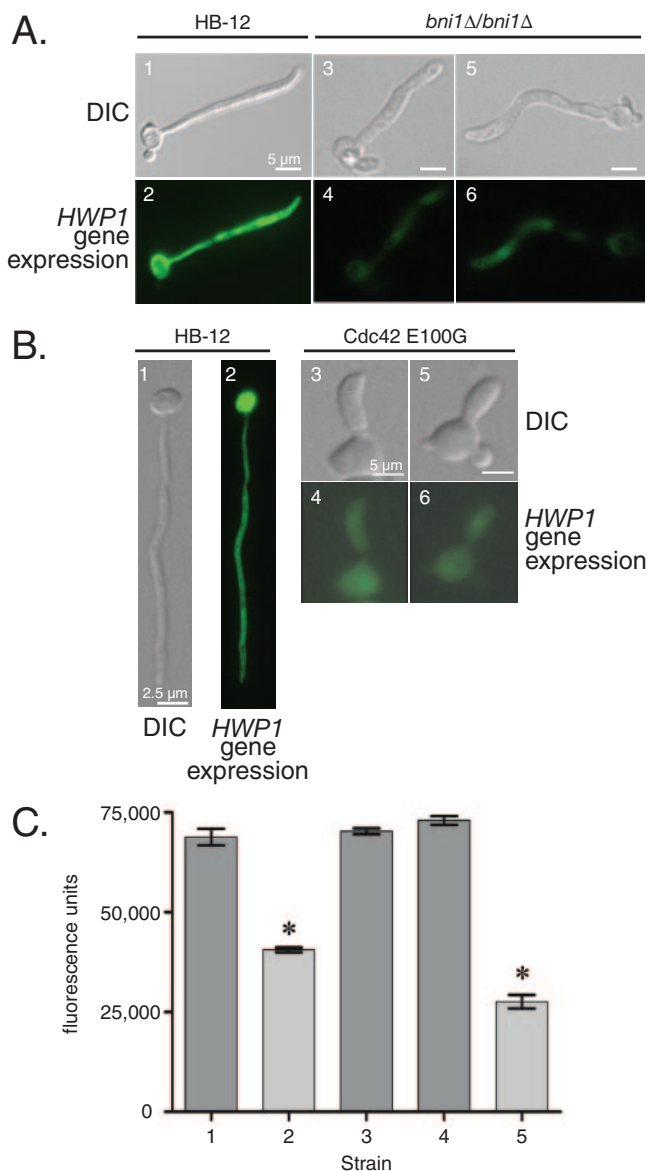 A.
HB-12
bni1Δ/bni1Δ
DIC
1
5 µm
3
5
HWP1
gene
expression
2
4
6
B.
HB-12
Cdc42 E100G
1
2
3
5
5 µm
DIC
4
6
HWP1
gene
expression
2.5 µm
DIC
HWP1
gene
expression
C.
fluorescence units
75,000
50,000
25,000
0
*
*
1 2 3 4 5
Strain